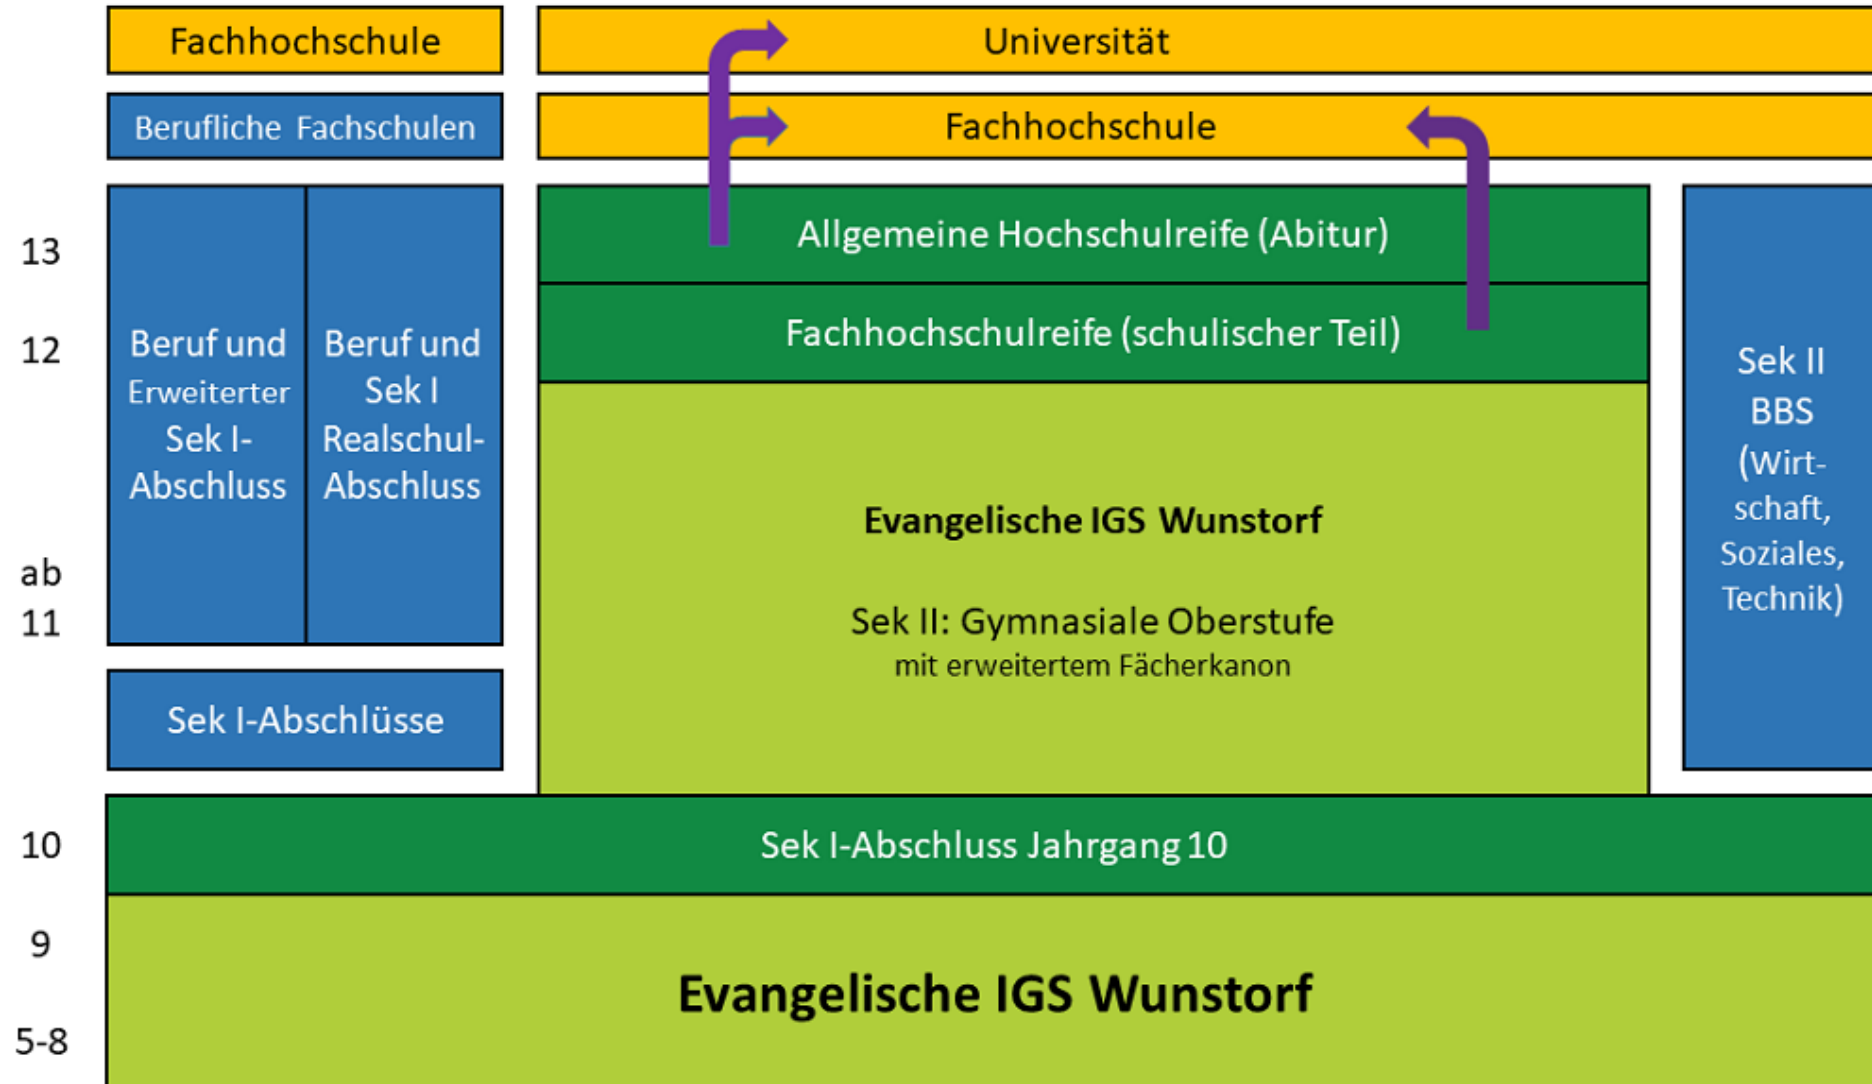 Fachhochschule
Universität
Berufliche Fachschulen
Fachhochschule
13
12
ab
11
Beruf und
Erweiterter
Sek I-
Abschluss
Beruf und
Sek I
Realschul-
Abschluss
Allgemeine Hochschulreife (Abitur)
Fachhochschulreife (schulischer Teil)
Evangelische IGS Wunstorf
Sek II: Gymnasiale Oberstufe
mit erweitertem Fächerkanon
Sek II
BBS
(Wirt-
schaft,
Soziales,
Technik)
Sek I-Abschlüsse
10
Sek I-Abschluss Jahrgang 10
9
Evangelische IGS Wunstorf
5-8